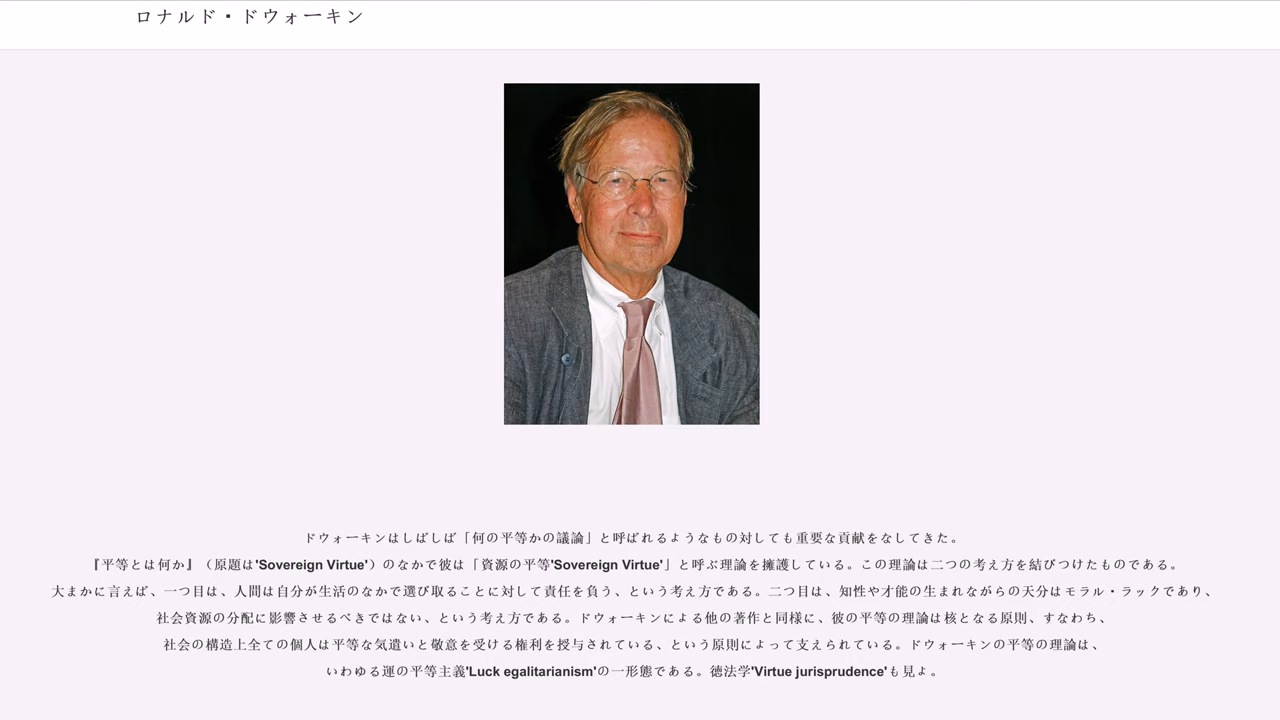 ロナルド・ドウォーキン
ドウォーキンはしばしば「何の平等かの議論」と呼ばれるようなもの対しても重要な貢献をなしてきた。
『平等とは何か』（原題は'Sovereign Virtue'）のなかで彼は「資源の平等'Sovereign Virtue'」と呼ぶ理論を擁護している。この理論は二つの考え方を結びつけたものである。
大まかに言えば、一つ目は、人間は自分が生活のなかで選び取ることに対して責任を負う、という考え方である。二つ目は、知性や才能の生まれながらの天分はモラル・ラックであり、
社会資源の分配に影響させるべきではない、という考え方である。ドウォーキンによる他の著作と同様に、彼の平等の理論は核となる原則、すなわち、
社会の構造上全ての個人は平等な気遣いと敬意を受ける権利を授与されている、という原則によって支えられている。ドウォーキンの平等の理論は、
いわゆる運の平等主義'Luck egalitarianism'の一形態である。徳法学'Virtue jurisprudence'も見よ。